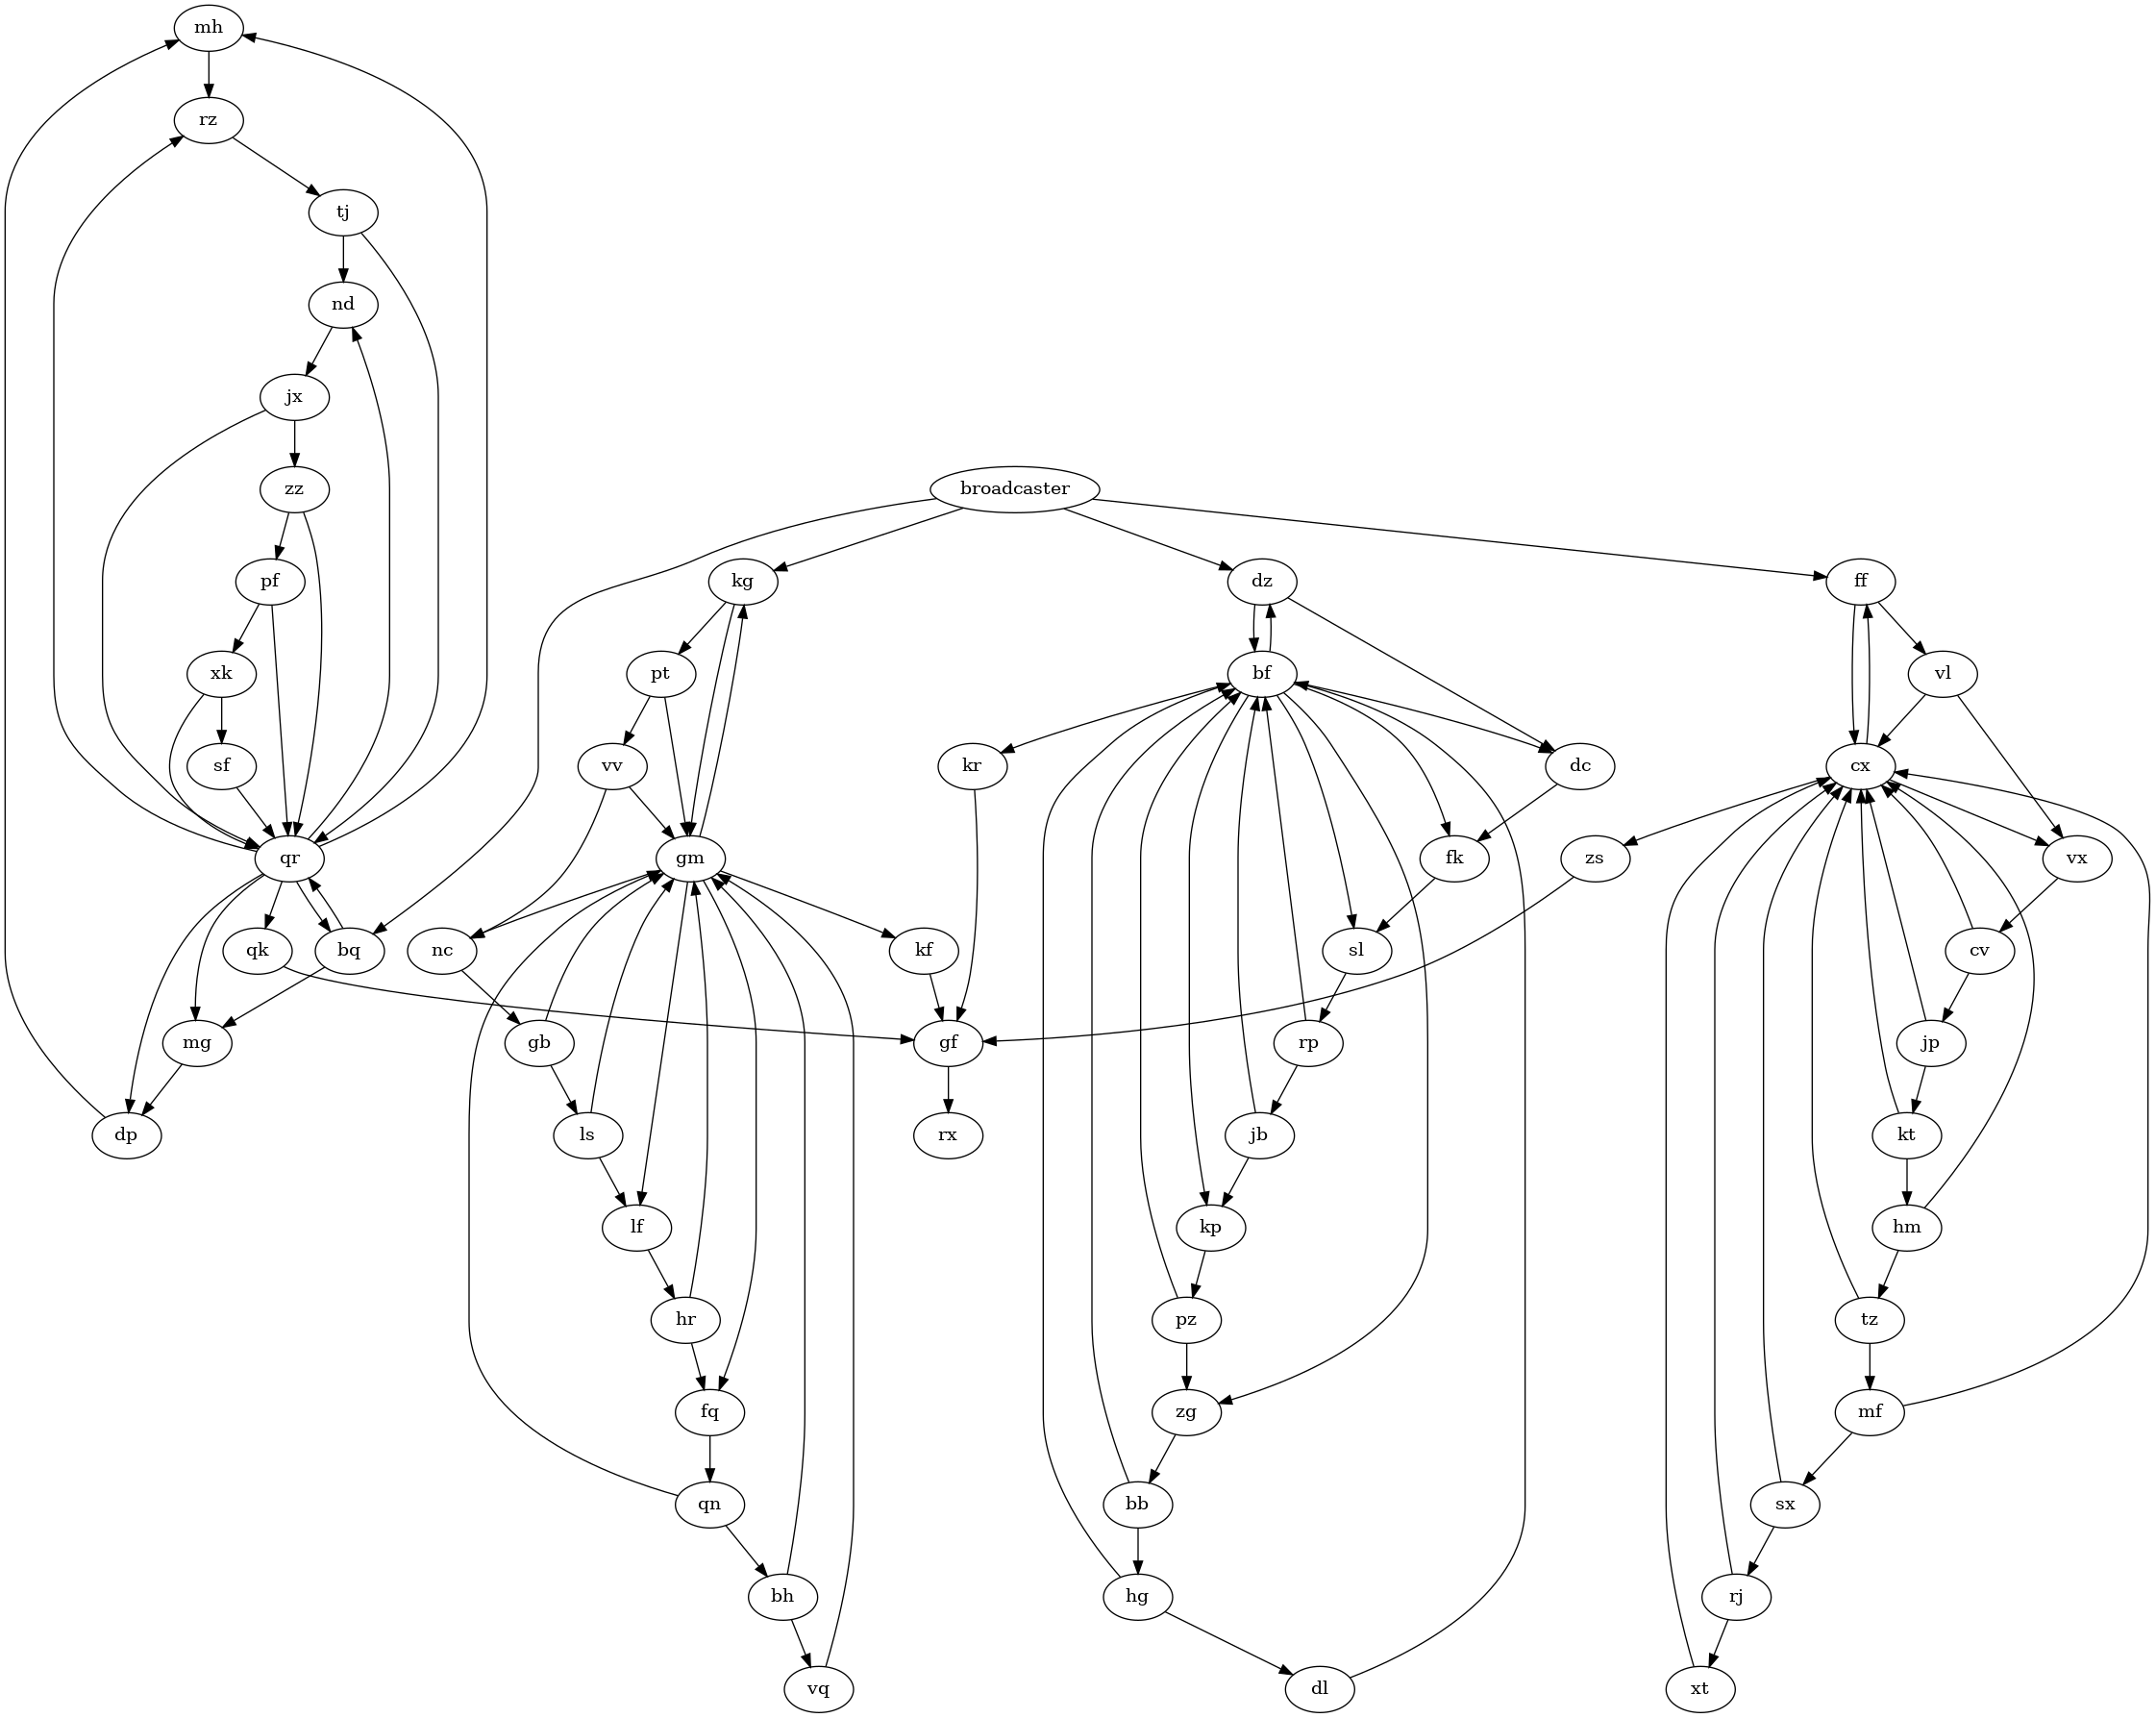 mh
rz
tj
nd
jx
zz
broadcaster
pf
kg
dz
ff
xk
pt
bf
vl
sf
vv
kr
dc
cx
qr
gm
fk
zs
vx
qk
bq
nc
kf
sl
cv
mg
gb
gf
rp
jp
dp
ls
rx
jb
kt
lf
kp
hm
hr
pz
tz
fq
zg
mf
qn
bb
sx
bh
hg
rj
vq
dl
xt